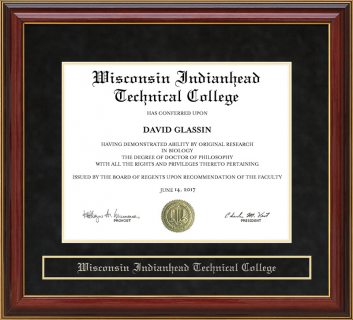 Wisconsin Indianhead
Technical College
HAS CONFERRED UPON
DAVID GLASSIN
HAVING DEMONSTRATED ABILITY BY ORIGINAL RESEARCH
IN BIOLOGY
THE DEGREE OF DOCTOR OF PHILOSOPHY
WITH ALL THE RIGHTS AND PRIVILEGES THERETO PERTAINING
ISSUED BY THE BOARD OF REGENTS UPON RECOMMENDATION OF THE FACULTY
JUNE 14, 2017
PROVOST
PRESIDENT
Wisconsin Indianhead Technical College